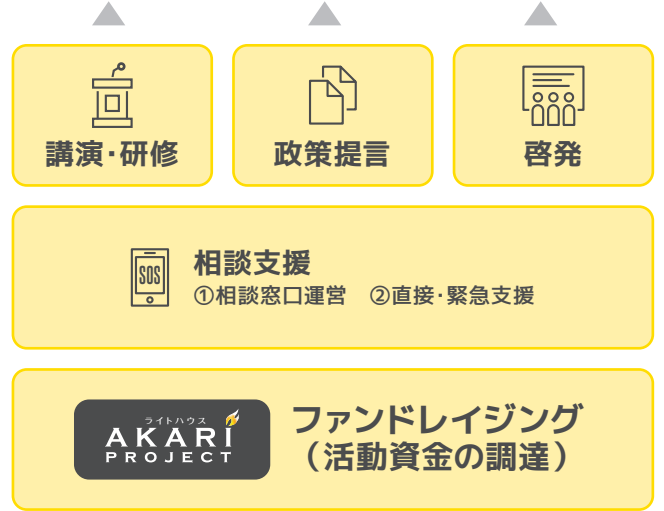 講演・研修
政策提言
啓発
SOS
相談支援
①相談窓口運営 ②直接・緊急支援
ライトハウス
AKARI
PROJECT
ファンドレイジング
（活動資金の調達）